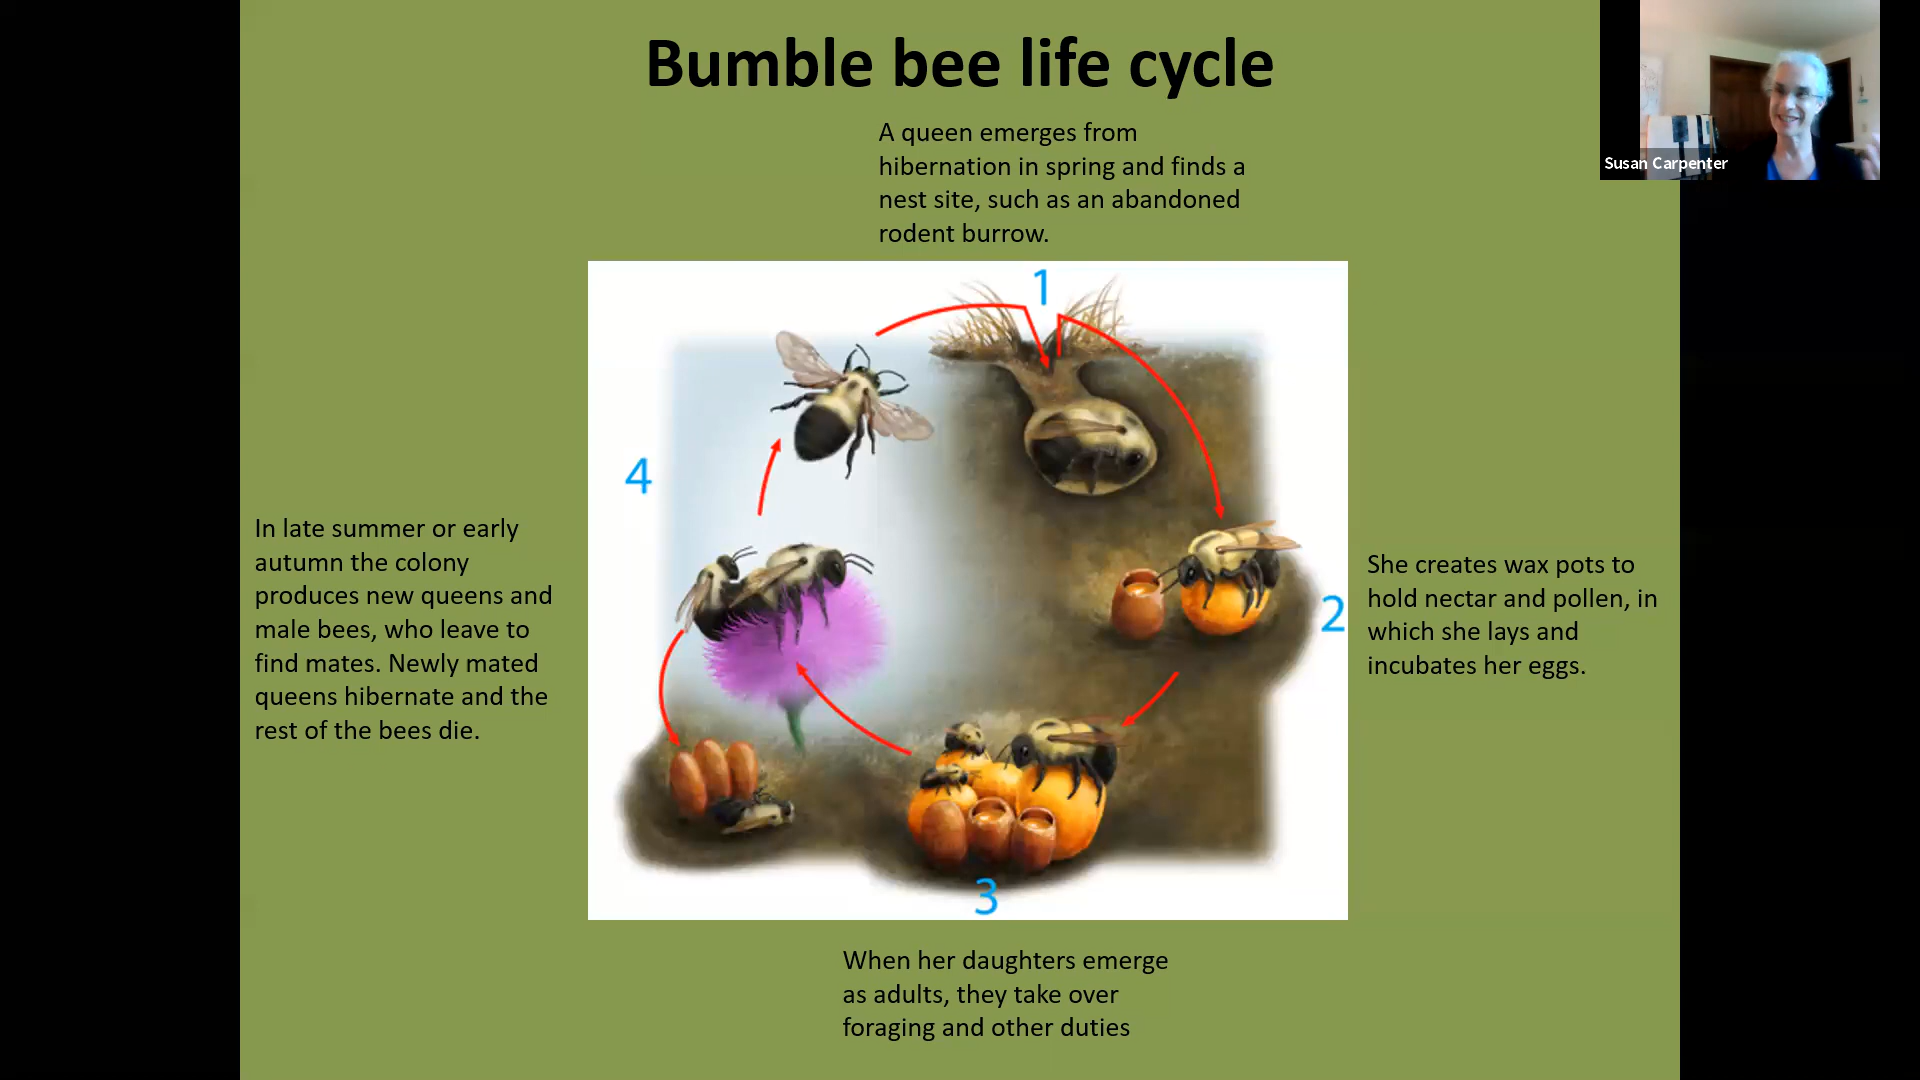 Bumble bee life cycle
Susan Carpenter
A queen emerges from
hibernation in spring and finds a
nest site, such as an abandoned
rodent burrow.
1
4
In late summer or early
autumn the colony
produces new queens and
male bees, who leave to
find mates. Newly mated
queens hibernate and the
rest of the bees die.
2
She creates wax pots to
hold nectar and pollen, in
which she lays and
incubates her eggs.
3
When her daughters emerge
as adults, they take over
foraging and other duties